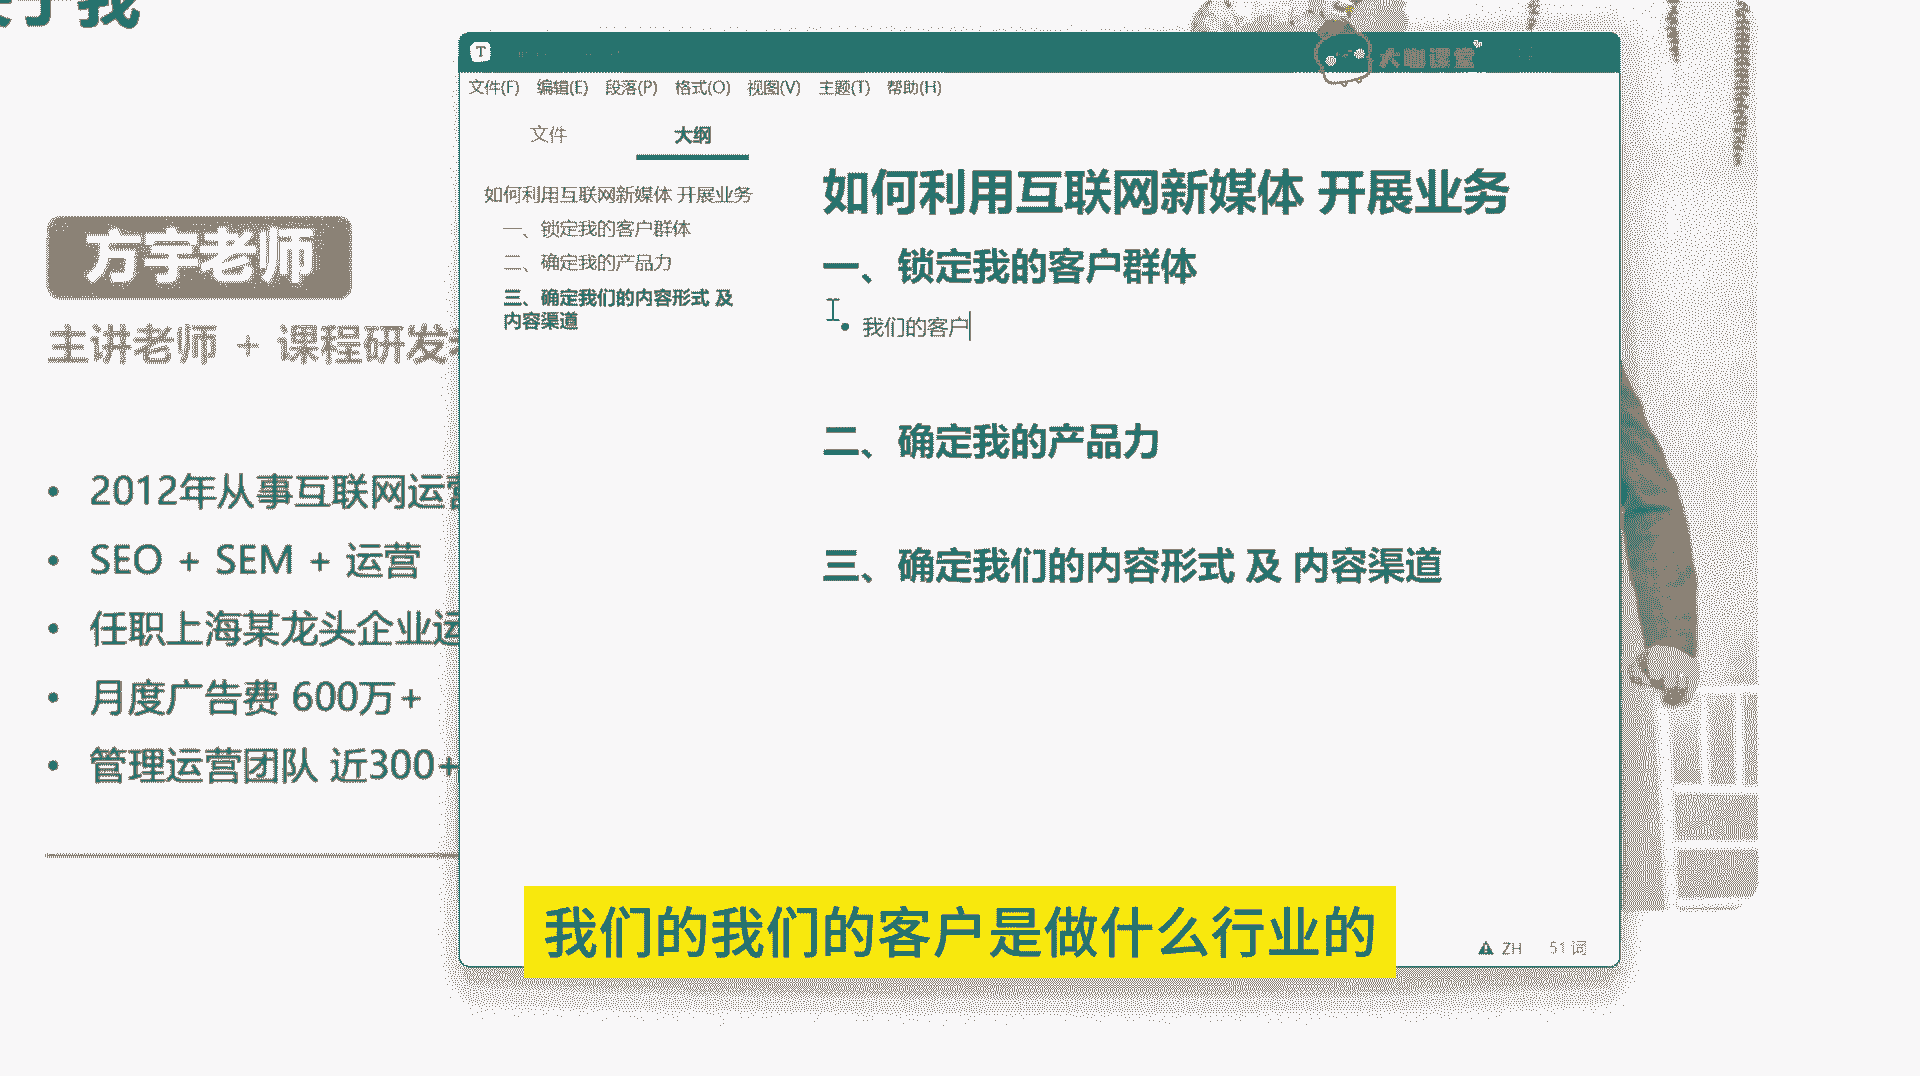 于我
方宇老师
主讲老师 + 课程研发
2012年从事互联网运营
SEO + SEM + 运营
任职上海某龙头企业运
月度广告费 600万+
管理运营团队 近300+
T
大咖课堂
文件(F) 编辑(E) 段落(P) 格式(O) 视图(V) 主题(T) 帮助(H)
文件 大纲
如何利用互联网新媒体 开展业务
一、锁定我的客户群体
二、确定我的产品力
三、确定我们的内容形式 及
内容渠道
如何利用互联网新媒体 开展业务
一、锁定我的客户群体
我们的客户
二、确定我的产品力
三、确定我们的内容形式 及 内容渠道
ZH 51 词
我们的我们的客户是做什么行业的